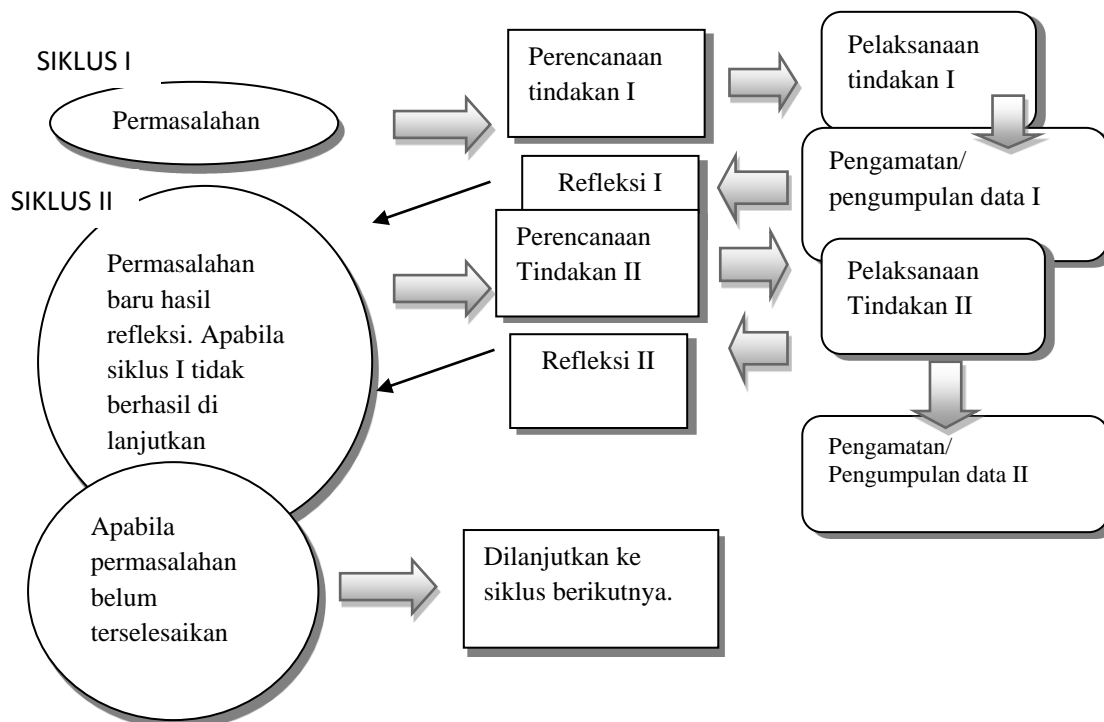 SIKLUS I
Permasalahan
Perencanaan
tindakan I
Pelaksanaan
tindakan I
Pengamatan/
pengumpulan data I
Refleksi I
SIKLUS II
Permasalahan
baru hasil
refleksi. Apabila
siklus I tidak
berhasil di
lanjutkan
Perencanaan
Tindakan II
Pelaksanaan
Tindakan II
Refleksi II
Pengamatan/
Pengumpulan data II
Apabila
permasalahan
belum
terselesaikan
Dilanjutkan ke
siklus berikutnya.